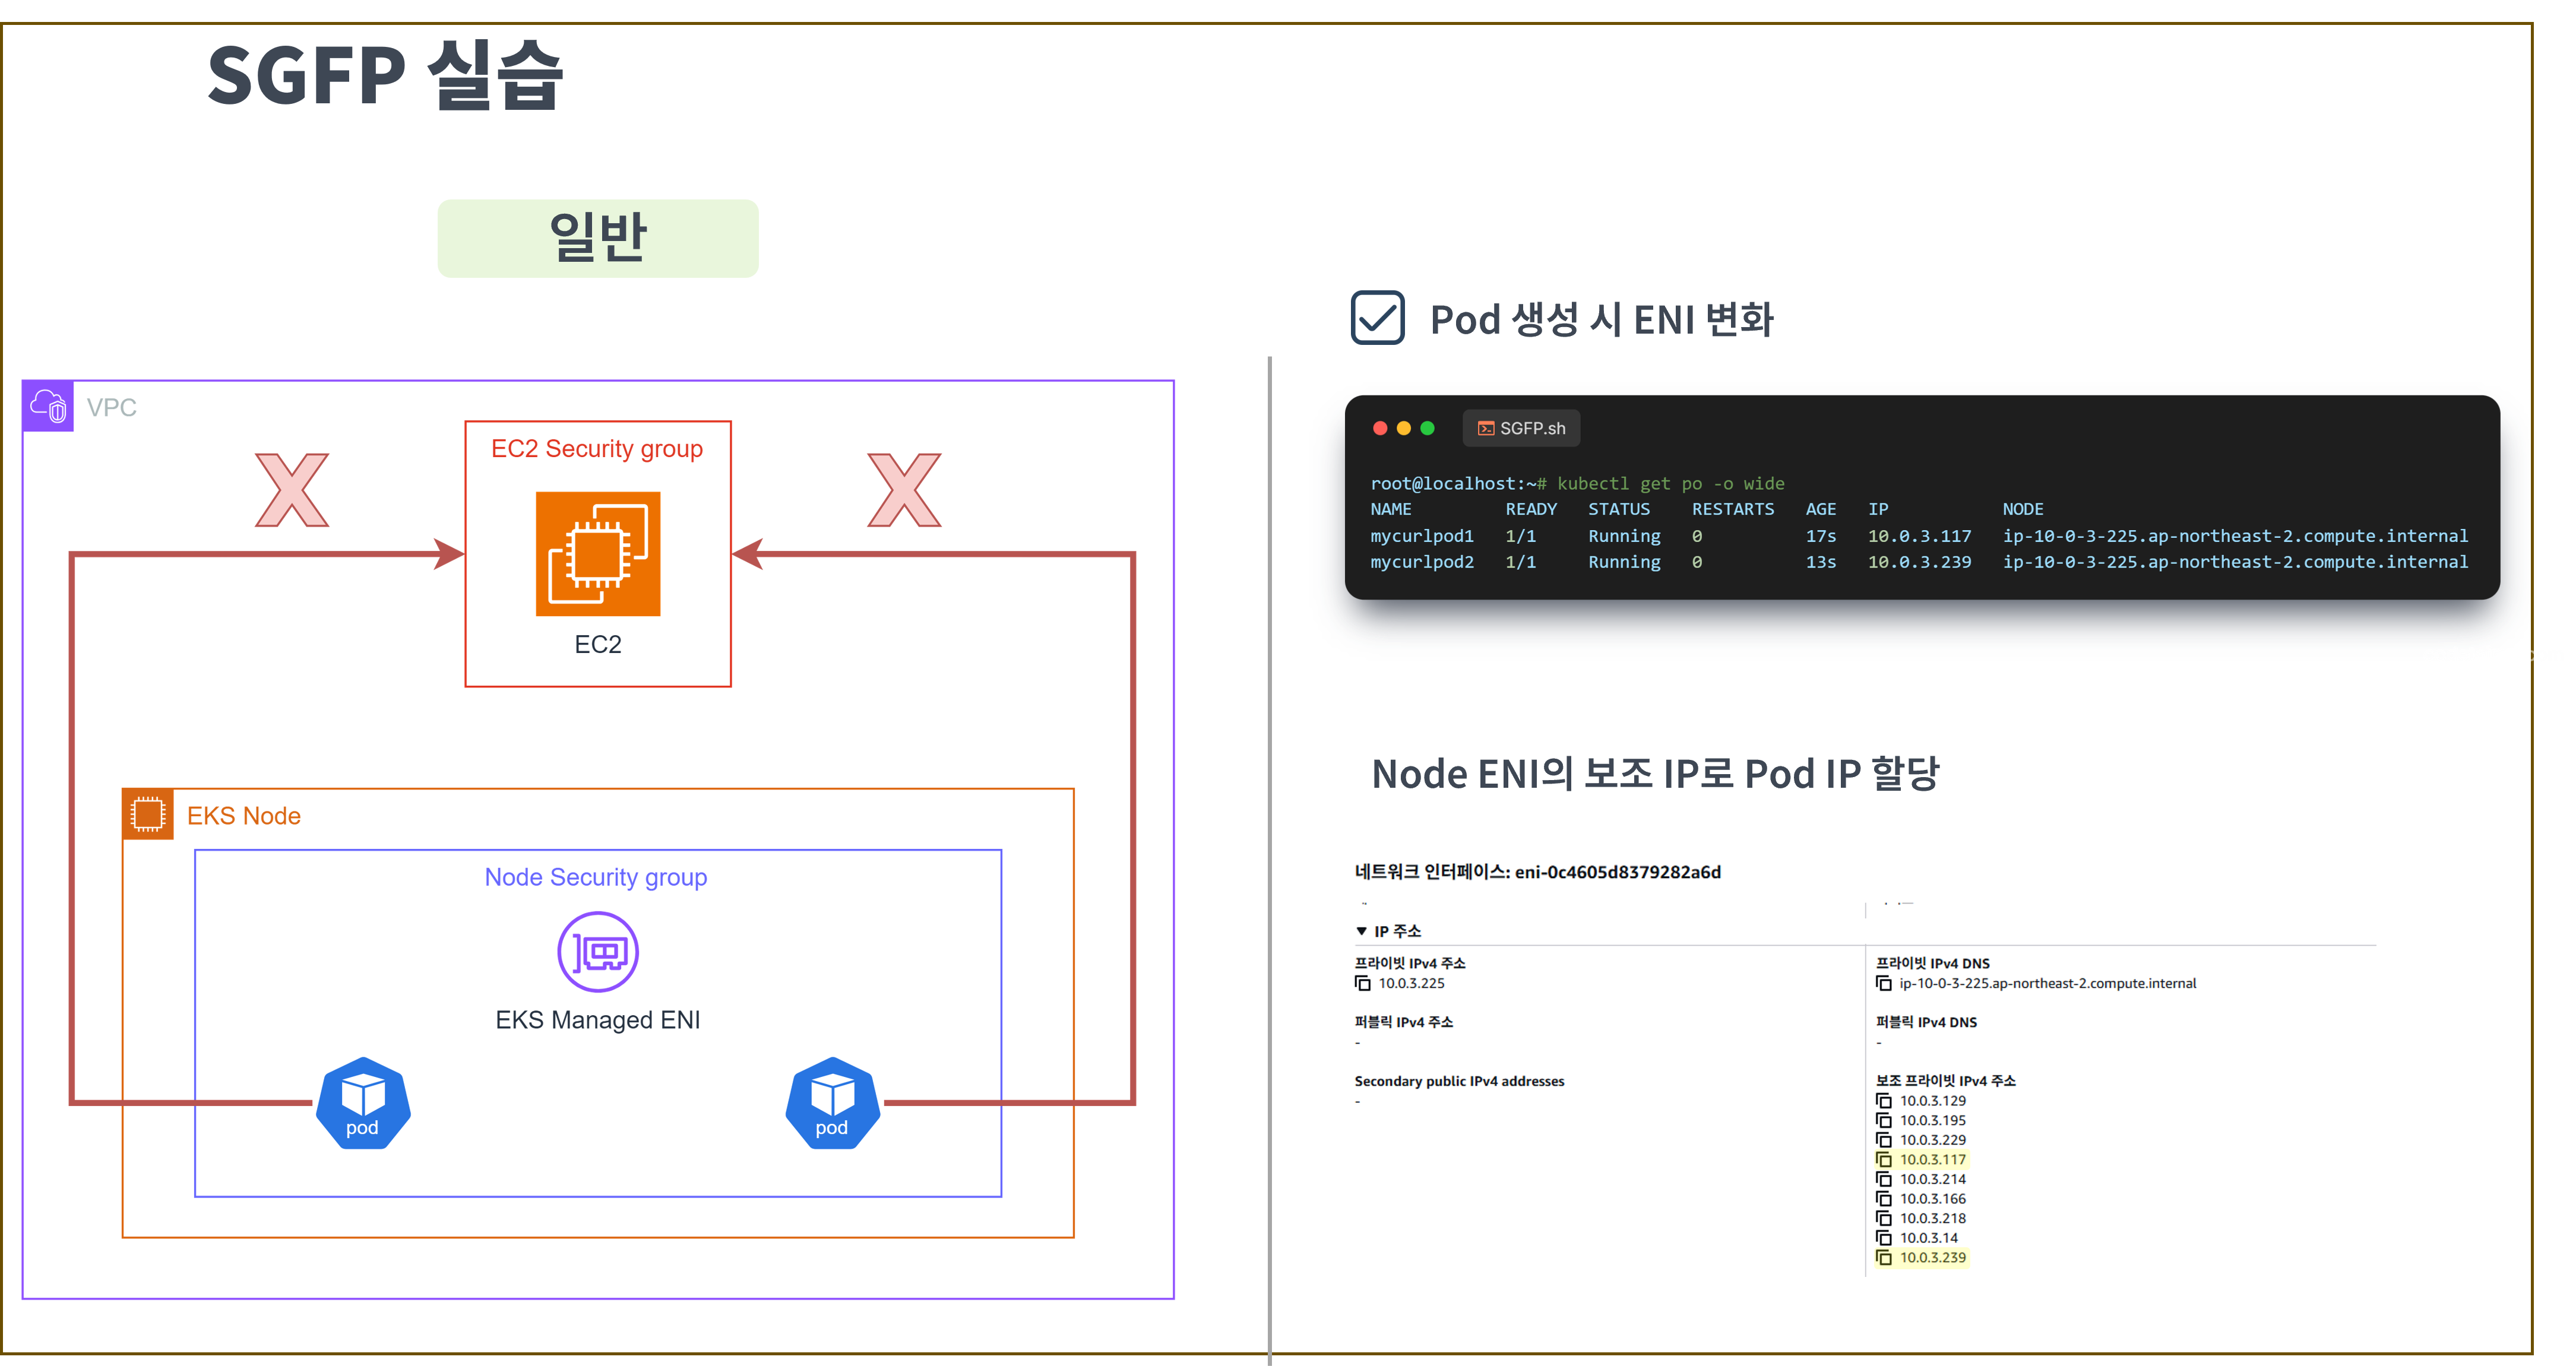 SGFP 실습
일반
VPC
X
X
EC2 Security group
EC2
EKS Node
Node Security group
EKS Managed ENI
pod
pod
Pod 생성 시 ENI 변화
SGFP.sh
root@localhost:~# kubectl get po -o wide
NAME READY STATUS RESTARTS AGE IP NODE
mycurlpod1 1/1 Running 0 17s 10.0.3.117 ip-10-0-3-225.ap-northeast-2.compute.internal
mycurlpod2 1/1 Running 0 13s 10.0.3.239 ip-10-0-3-225.ap-northeast-2.compute.internal
Node ENI의 보조 IP로 Pod IP 할당
네트워크 인터페이스: eni-0c4605d8379282a6d
▼ IP 주소
프라이빗 IPv4 주소
10.0.3.225
퍼블릭 IPv4 주소
-
Secondary public IPv4 addresses
-
프라이빗 IPv4 DNS
ip-10-0-3-225.ap-northeast-2.compute.internal
퍼블릭 IPv4 DNS
-
보조 프라이빗 IPv4 주소
10.0.3.129
10.0.3.195
10.0.3.229
10.0.3.117
10.0.3.214
10.0.3.166
10.0.3.218
10.0.3.14
10.0.3.239